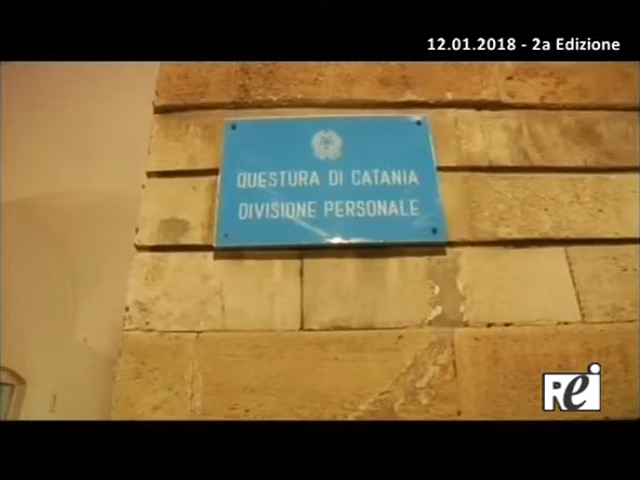 12.01.2018 - 2a Edizione
QUESTURA DI CATANIA
DIVISIONE PERSONALE
Rei